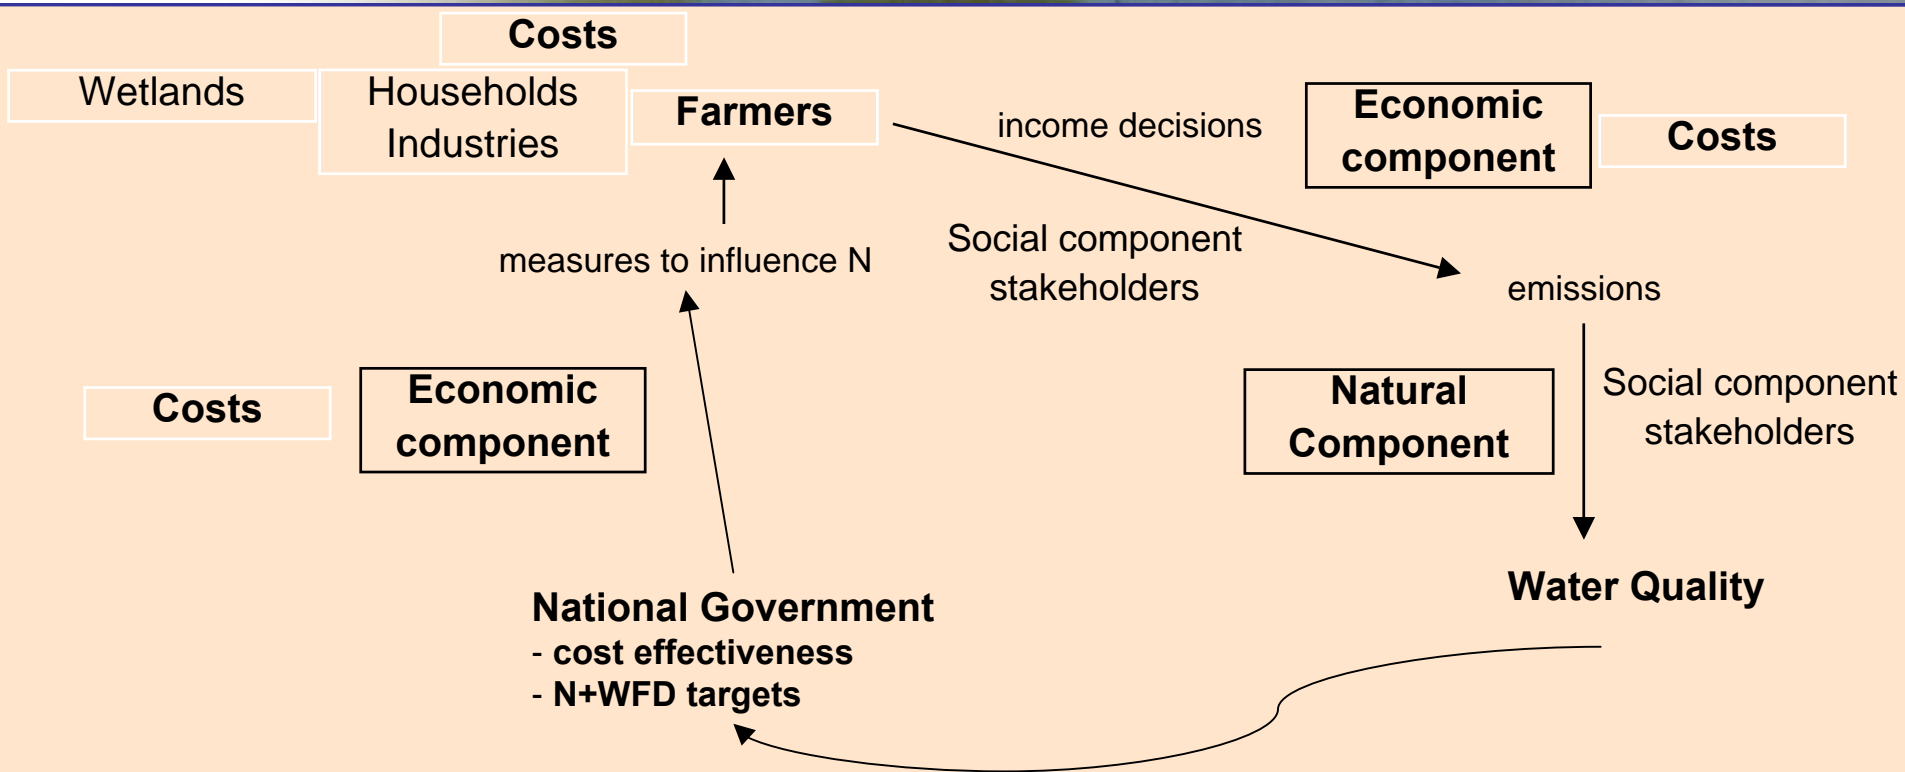 Costs
Wetlands
Households
Industries
Farmers
income decisions
Economic
component
Costs
measures to influence N
Social component
stakeholders
emissions
Costs
Economic
component
Natural
Component
Social component
stakeholders
National Government
- cost effectiveness
- N+WFD targets
Water Quality